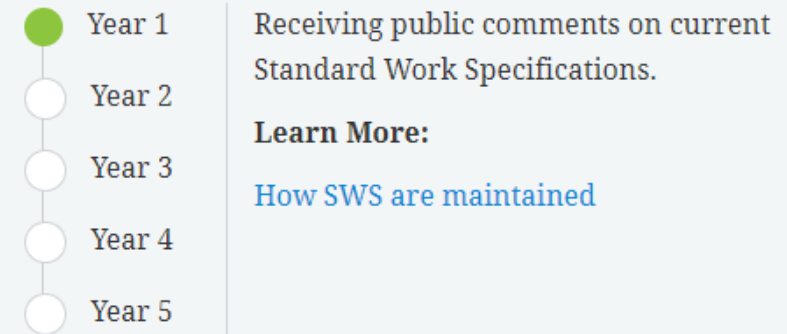 Year 1
Year 2
Year 3
Year 4
Year 5
Receiving public comments on current
Standard Work Specifications.
Learn More:
How SWS are maintained